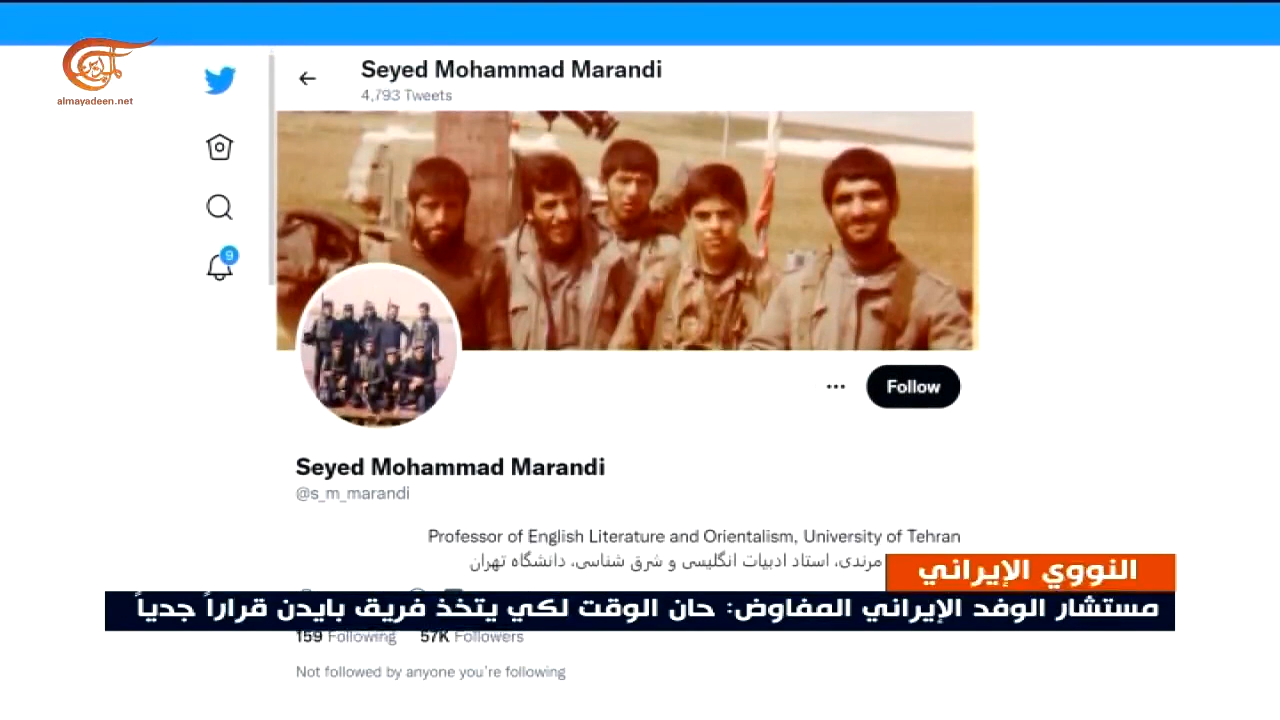 almayadeen.net
Seyed Mohammad Marandi
4,793 Tweets
9
Follow
Seyed Mohammad Marandi
@s_m_marandi
Professor of English Literature and Orientalism, University of Tehran
مرندی، استاد ادبیات انگلیسی و شرق شناسی، دانشگاه تهران
النووي الإيراني
مستشار الوفد الإيراني المفاوض: حان الوقت لكي يتخذ فريق بايدن قراراً جدياً
159 Following 57K Followers
Not followed by anyone you're following